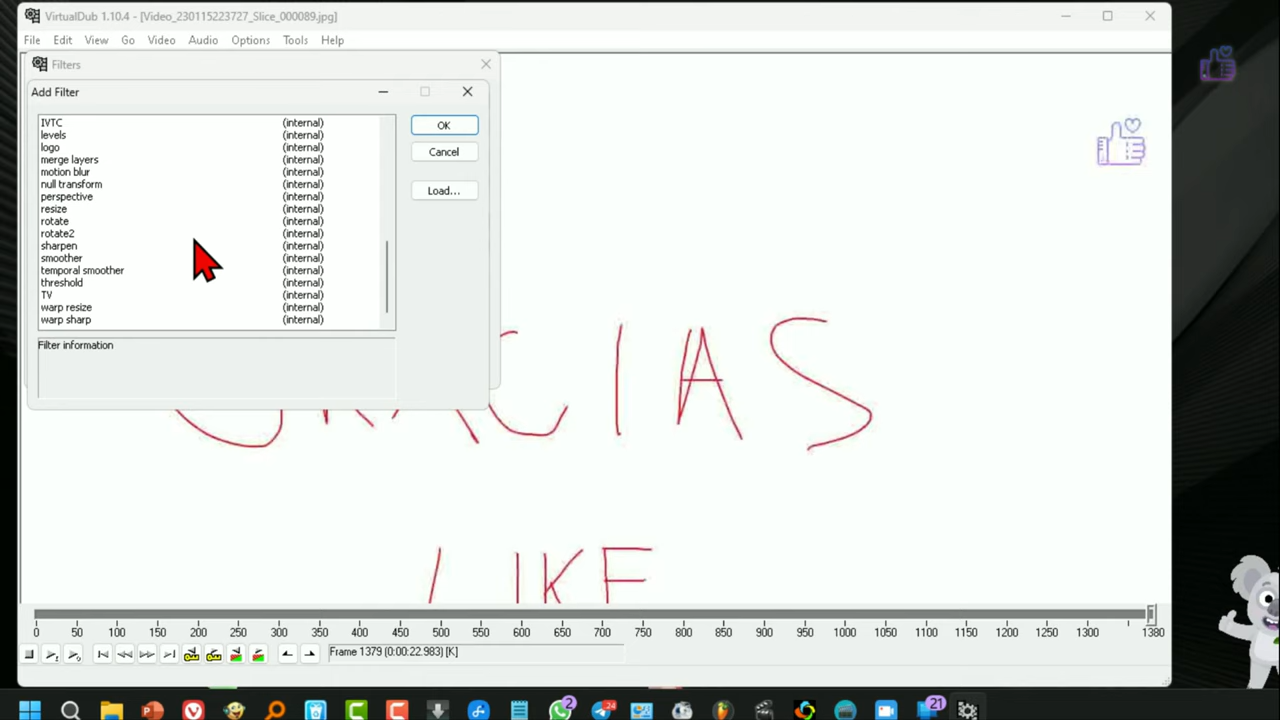 VirtualDub 1.10.4 - [Video_230115223727_Slice_000089.jpg]
File Edit View Go Video Audio Options Tools Help
Filters
Add Filter
IVTC (internal)
levels (internal)
logo (internal)
merge layers (internal)
motion blur (internal)
null transform (internal)
perspective (internal)
resize (internal)
rotate (internal)
rotate2 (internal)
sharpen (internal)
smoother (internal)
temporal smoother (internal)
threshold (internal)
TV (internal)
warp resize (internal)
warp sharp (internal)
OK
Cancel
Load...
Filter information
GRACIAS
LIKE
0 50 100 150 200 250 300 350 400 450 500 550 600 650 700 750 800 850 900 950 1000 1050 1100 1150 1200 1250 1300 1380
Frame 1379 (0:00:22.983) [K]
2 24 21